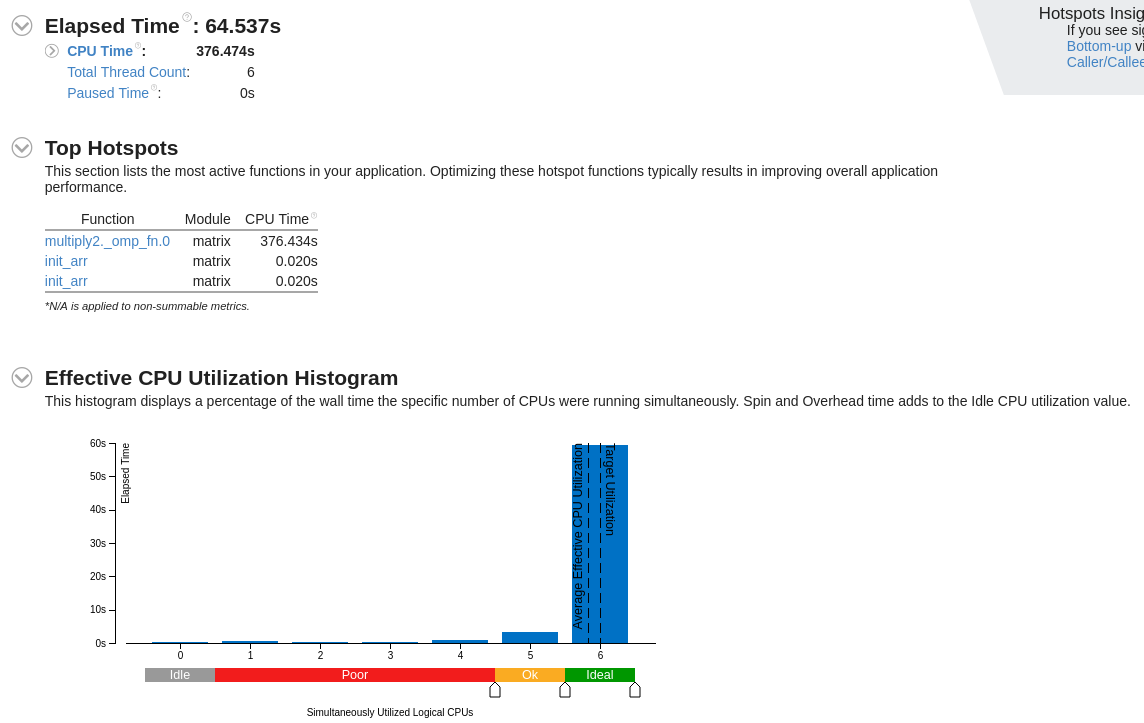 Elapsed Time : 64.537s
CPU Time : 376.474s
Total Thread Count: 6
Paused Time : 0s
Hotspots Insig
If you see sig
Bottom-up vi
Caller/Callee
Top Hotspots
This section lists the most active functions in your application. Optimizing these hotspot functions typically results in improving overall application
performance.
Function Module CPU Time
multiply2._omp_fn.0 matrix 376.434s
init_arr matrix 0.020s
init_arr matrix 0.020s
*N/A is applied to non-summable metrics.
Effective CPU Utilization Histogram
This histogram displays a percentage of the wall time the specific number of CPUs were running simultaneously. Spin and Overhead time adds to the Idle CPU utilization value.
60s
50s
40s
30s
20s
10s
0s
Elapsed Time
Average Effective CPU Utilization
Target Utilization
0 1 2 3 4 5 6
Idle Poor Ok Ideal
Simultaneously Utilized Logical CPUs